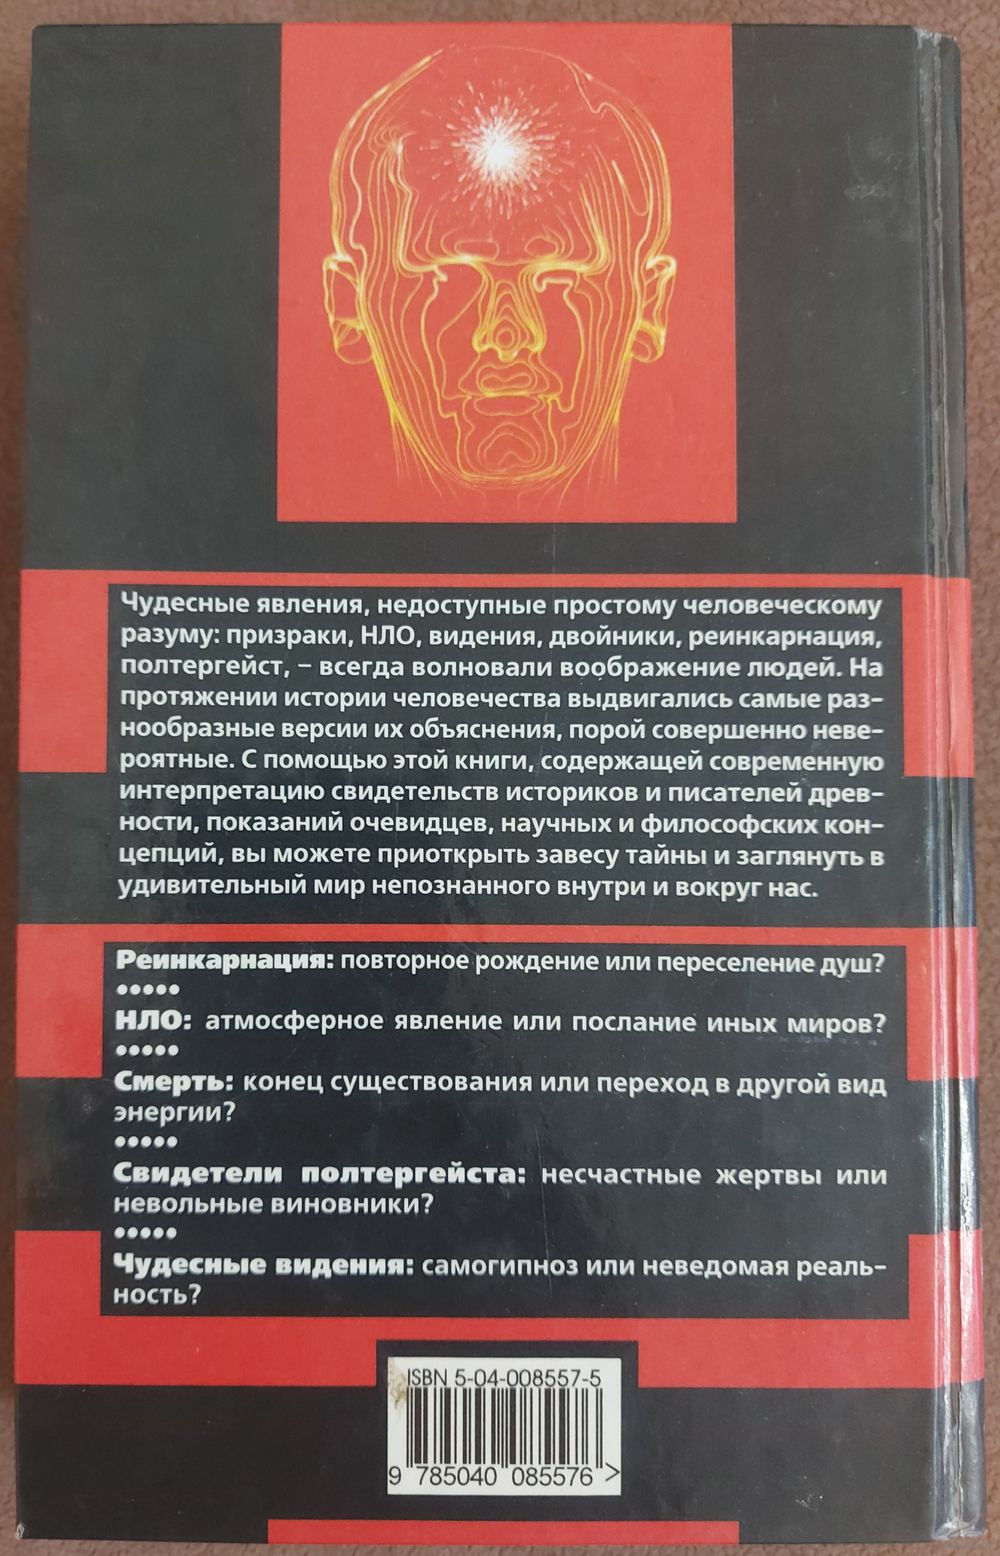 Чудесные явления, недоступные простому человеческому
разуму: призраки, НЛО, видения, двойники, реинкарнация,
полтергейст, – всегда волновали воображение людей. На
протяжении истории человечества выдвигались самые раз-
нообразные версии их объяснения, порой совершенно неве-
роятные. С помощью этой книги, содержащей современную
интерпретацию свидетельств историков и писателей древ-
ности, показаний очевидцев, научных и философских кон-
цепций, вы можете приоткрыть завесу тайны и заглянуть в
удивительный мир непознанного внутри и вокруг нас.
Реинкарнация: повторное рождение или переселение душ?
•••••
НЛО: атмосферное явление или послание иных миров?
•••••
Смерть: конец существования или переход в другой вид
энергии?
•••••
Свидетели полтергейста: несчастные жертвы или
невольные виновники?
•••••
Чудесные видения: самогипноз или неведомая реаль-
ность?
ISBN 5-04-008557-5
9 785040 085576 >